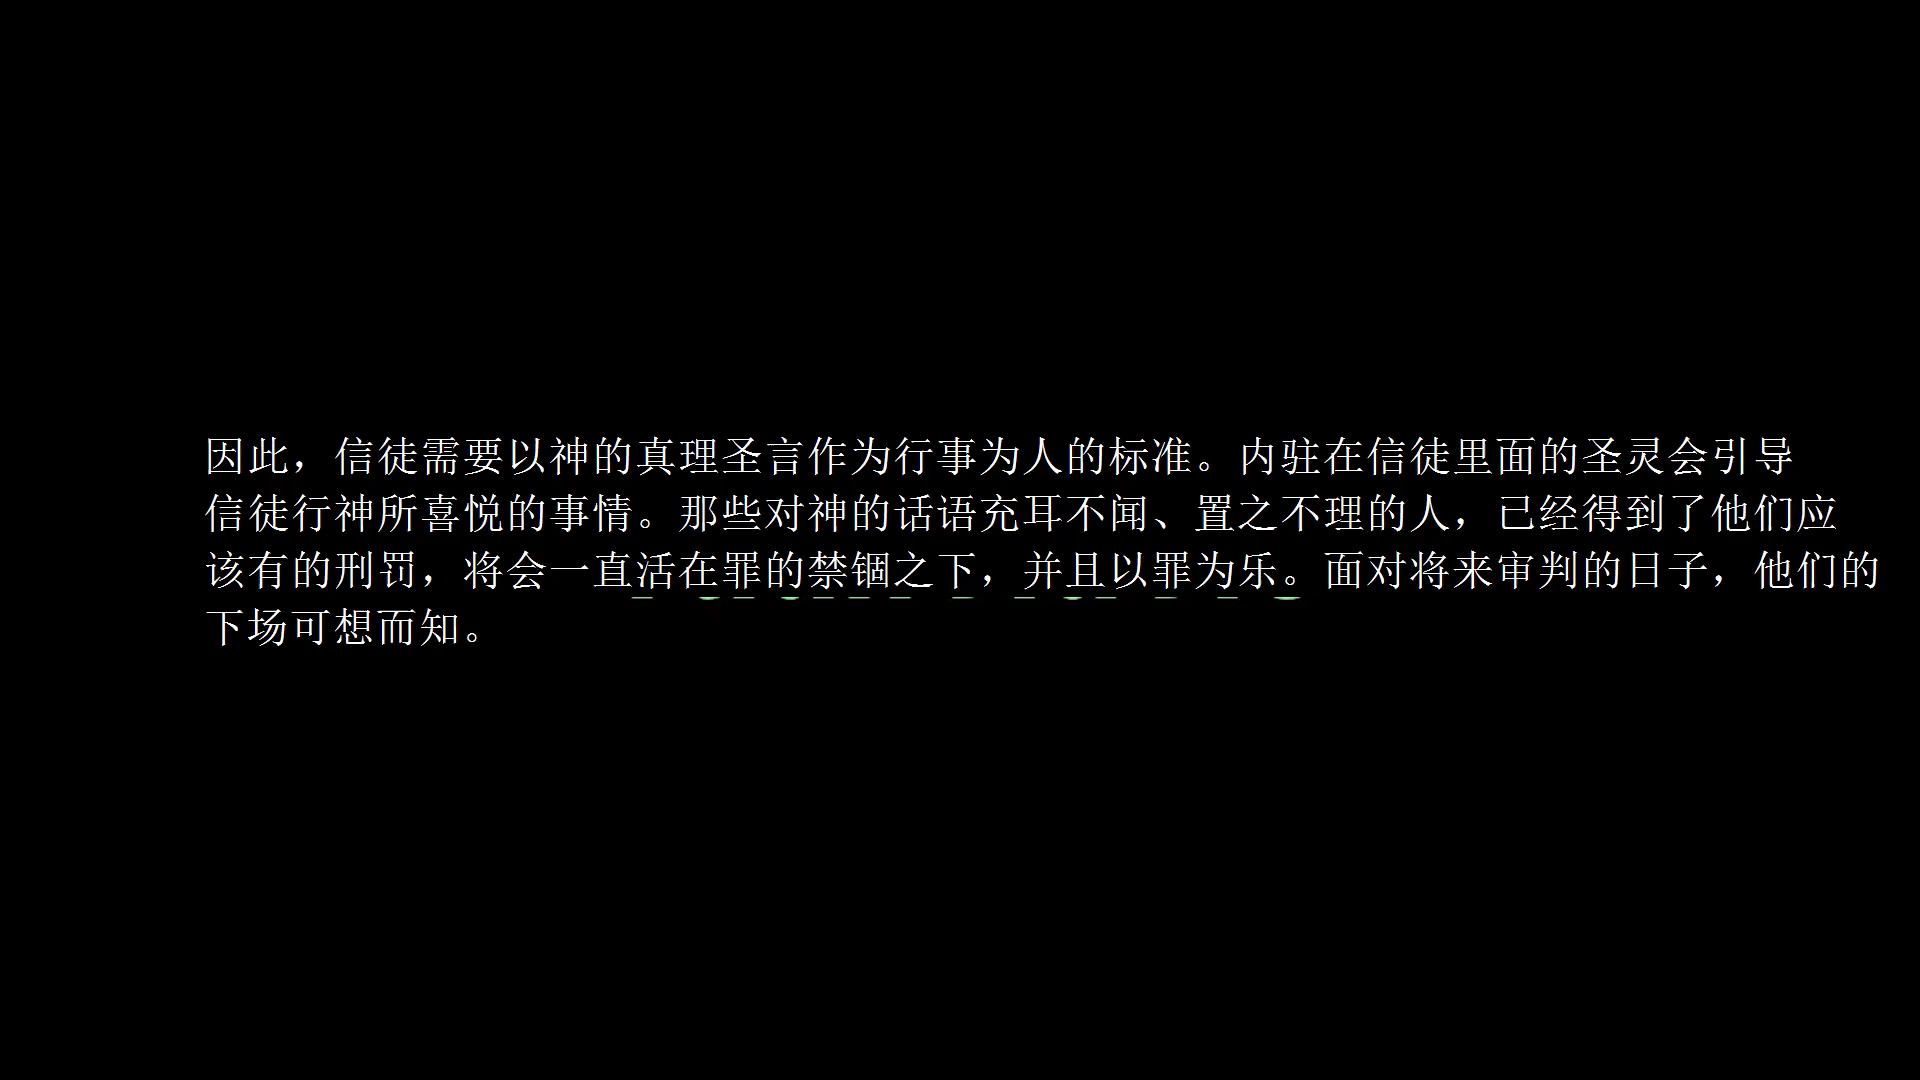 因此，信徒需要以神的真理圣言作为行事为人的标准。内驻在信徒里面的圣灵会引导
信徒行神所喜悦的事情。那些对神的话语充耳不闻、置之不理的人，已经得到了他们应
该有的刑罚，将会一直活在罪的禁锢之下，并且以罪为乐。面对将来审判的日子，他们的
下场可想而知。